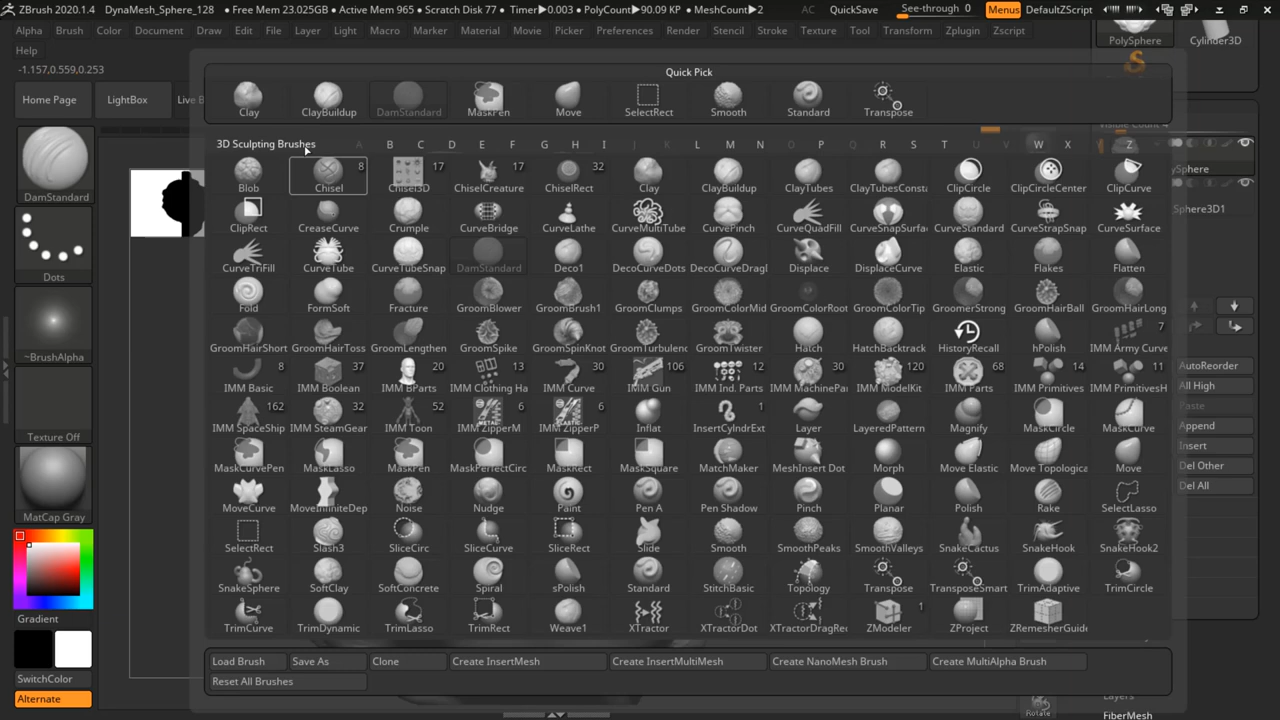 ZBrush 2020.1.4 DynaMesh_Sphere_128 • Free Mem 23.025GB • Active Mem 965 • Scratch Disk 77 • Timer▶0.003 • PolyCount▶90.09 KP • MeshCount▶2 AC QuickSave See-through 0 Menus DefaultZScript
Alpha Brush Color Document Draw Edit File Layer Light Macro Marker Material Movie Picker Preferences Render Stencil Stroke Texture Tool Transform Zplugin Zscript
PolySphere Cylinder3D
Help
-1.157,0.559,0.253
Quick Pick
Home Page LightBox Live B
Clay ClayBuildup DamStandard MaskPen Move SelectRect Smooth Standard Transpose
Visible Count 4
3D Sculpting Brushes A B C D E F G H I J K L M N O P Q R S T U V W X Y Z
8 17 17 32
Blob Chisel Chisel3D ChiselCreature ChiselRect Clay ClayBuildup ClayTubes ClayTubesConsta ClipCircle ClipCircleCenter ClipCurve
ySphere
DamStandard
Sphere3D1
ClipRect CreaseCurve Crumple CurveBridge CurveLathe CurveMultiTube CurvePinch CurveQuadFill CurveSnapSurfa CurveStandard CurveStrapSnap CurveSurface
CurveTriFill CurveTube CurveTubeSnap DamStandard Deco1 DecoCurveDots DecoCurveDragl Displace DisplaceCurve Elastic Flakes Flatten
Dots
Fold FormSoft Fracture GroomBlower GroomBrush1 GroomClumps GroomColorMid GroomColorRoot GroomColorTip GroomerStrong GroomHairBall GroomHairLong
7
GroomHairShort GroomHairToss GroomLengthen GroomSpike GroomSpinKnot GroomTurbulenc GroomTwister Hatch HatchBacktrack HistoryRecall hPolish IMM Army Curve
~BrushAlpha
AutoReorder
8 37 20 13 30 106 12 30 120 68 14 11
IMM Basic IMM Boolean IMM BParts IMM Clothing Ha IMM Curve IMM Gun IMM Ind. Parts IMM MachinePar IMM ModelKit IMM Parts IMM Primitives IMM PrimitivesH
All High
Paste
162 32 52 6 6 1
IMM SpaceShip IMM SteamGear IMM Toon IMM ZipperM IMM ZipperP Inflat InsertCylndrExt Layer LayeredPattern Magnify MaskCircle MaskCurve
Append
Texture Off
Insert
MaskCurvePen MaskLasso MaskPen MaskPerfectCirc MaskRect MaskSquare MatchMaker MeshInsert Dot Morph Move Elastic Move Topologica Move
Del Other
Del All
MoveCurve MoveInfiniteDep Noise Nudge Paint Pen A Pen Shadow Pinch Planar Polish Rake SelectLasso
MatCap Gray
SelectRect Slash3 SliceCirc SliceCurve SliceRect Slide Smooth SmoothPeaks SmoothValleys SnakeCactus SnakeHook SnakeHook2
SnakeSphere SoftClay SoftConcrete Spiral sPolish Standard StitchBasic Topology Transpose TransposeSmart TrimAdaptive TrimCircle
Gradient
1
TrimCurve TrimDynamic TrimLasso TrimRect Weave1 XTractor XTractorDot XTractorDragRec ZModeler ZProject ZRemesherGuide
Load Brush Save As Clone Create InsertMesh Create InsertMultiMesh Create NanoMesh Brush Create MultiAlpha Brush
SwitchColor
Reset All Brushes
Alternate
Layers
Rotate
FiberMesh